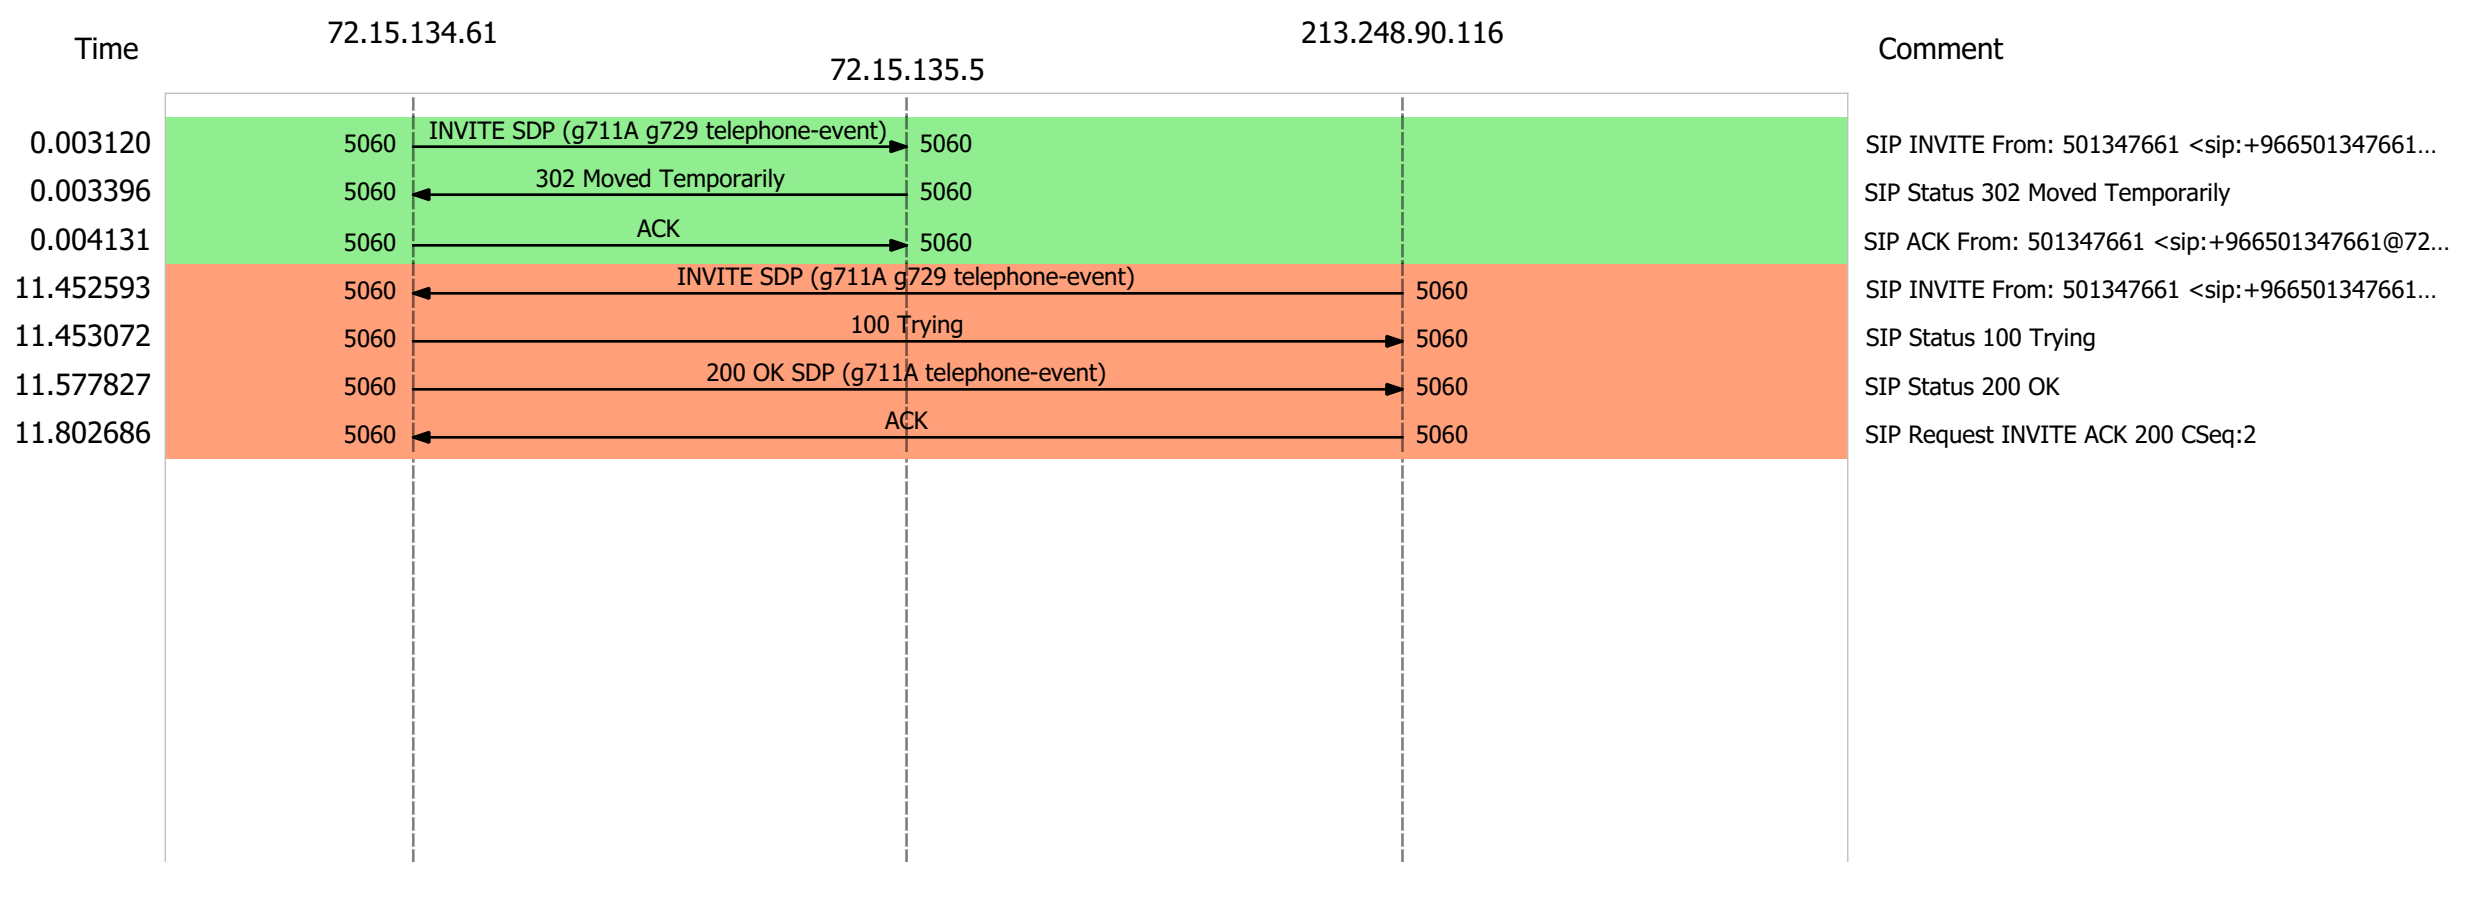 Time 72.15.134.61 213.248.90.116 Comment
72.15.135.5
INVITE SDP (g711A g729 telephone-event)
0.003120 5060 5060 SIP INVITE From: 501347661 <sip:+966501347661...
302 Moved Temporarily
0.003396 5060 5060 SIP Status 302 Moved Temporarily
ACK
0.004131 5060 5060 SIP ACK From: 501347661 <sip:+966501347661@72...
INVITE SDP (g711A g729 telephone-event)
11.452593 5060 5060 SIP INVITE From: 501347661 <sip:+966501347661...
100 Trying
11.453072 5060 5060 SIP Status 100 Trying
200 OK SDP (g711A telephone-event)
11.577827 5060 5060 SIP Status 200 OK
ACK
11.802686 5060 5060 SIP Request INVITE ACK 200 CSeq:2